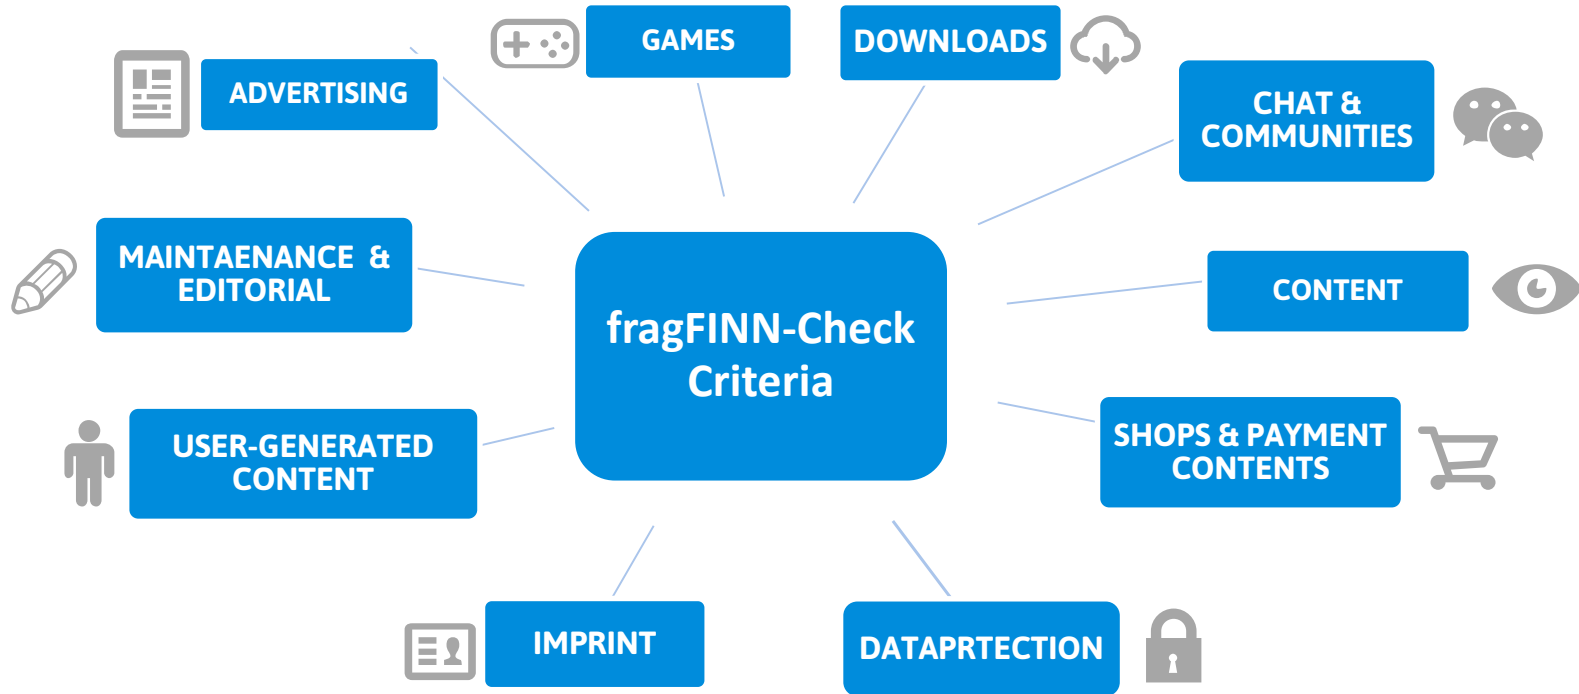 GAMES
DOWNLOADS
ADVERTISING
CHAT &
COMMUNITIES
MAINTAENANCE &
EDITORIAL
CONTENT
fragFINN-Check
Criteria
USER-GENERATED
CONTENT
SHOPS & PAYMENT
CONTENTS
IMPRINT
DATAPRTECTION